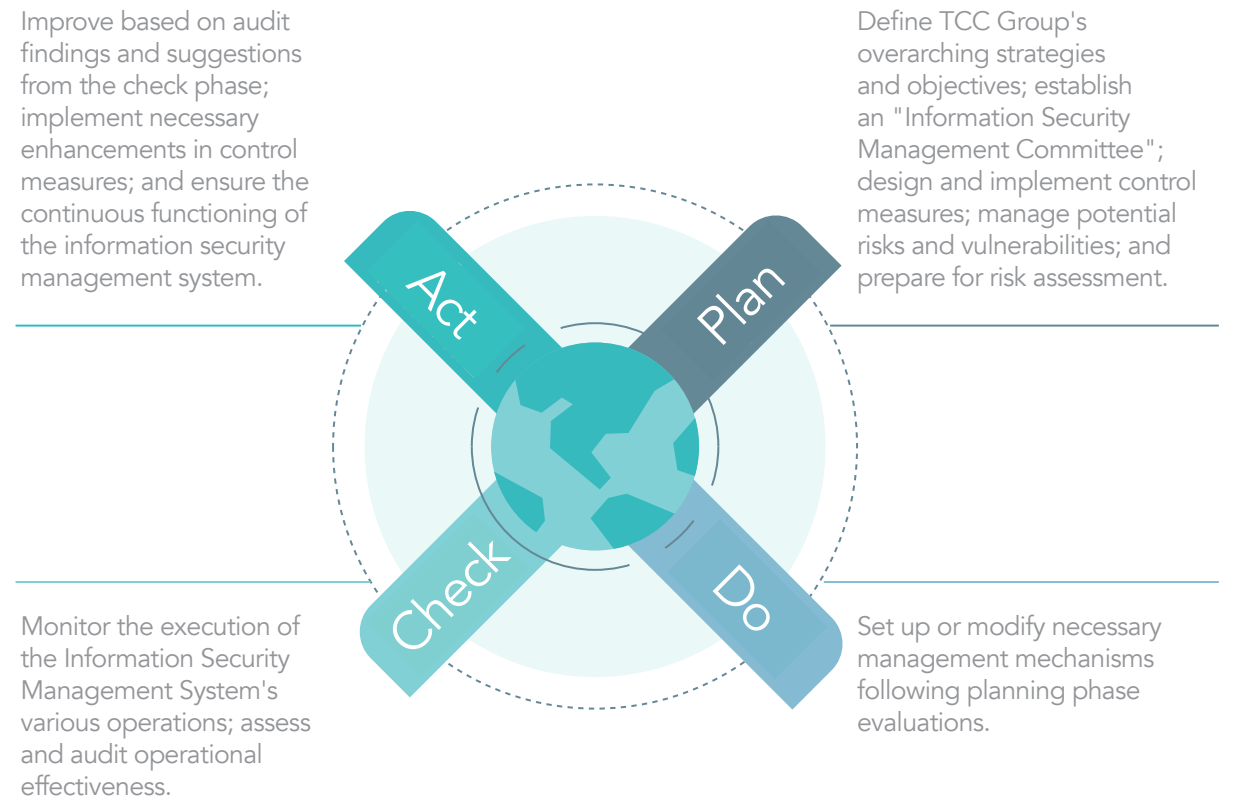 Improve based on audit
findings and suggestions
from the check phase;
implement necessary
enhancements in control
measures; and ensure the
continuous functioning of
the information security
management system.
Define TCC Group's
overarching strategies
and objectives; establish
an "Information Security
Management Committee";
design and implement control
measures; manage potential
risks and vulnerabilities; and
prepare for risk assessment.
Act
Plan
Check
Do
Monitor the execution of
the Information Security
Management System's
various operations; assess
and audit operational
effectiveness.
Set up or modify necessary
management mechanisms
following planning phase
evaluations.